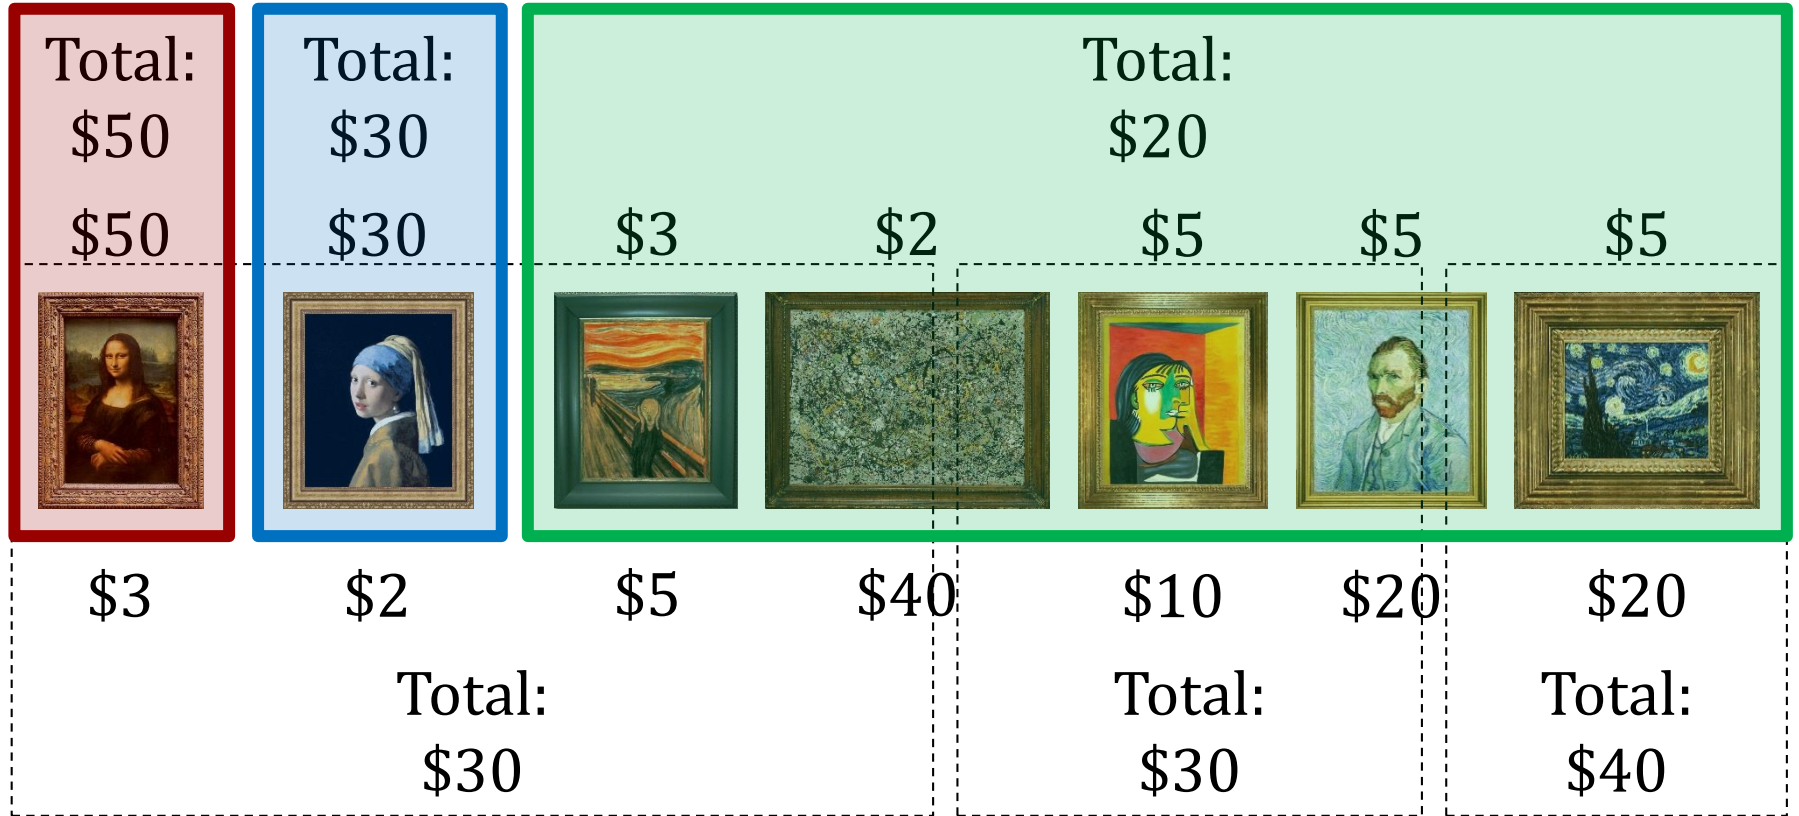 Total: Total: Total:
$50 $30 $20
$50 $30 $3 $2 $5 $5 $5
$3 $2 $5 $40 $10 $20 $20
Total: Total: Total:
$30 $30 $40